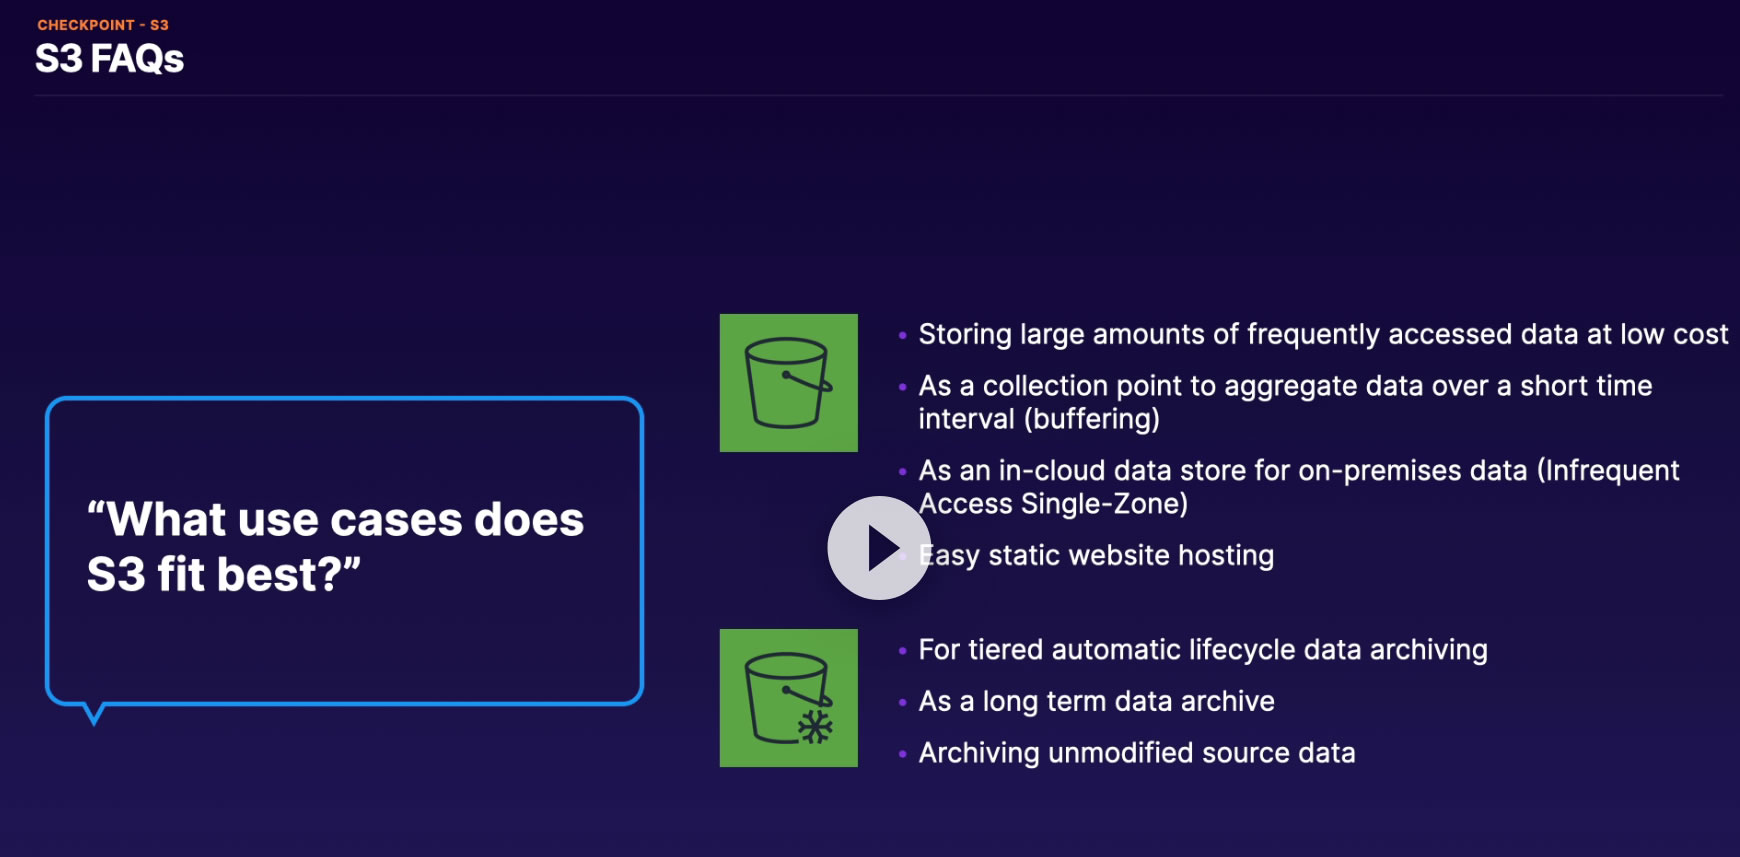 CHECKPOINT - S3
S3 FAQs
“What use cases does
S3 fit best?”
• Storing large amounts of frequently accessed data at low cost
• As a collection point to aggregate data over a short time
interval (buffering)
• As an in-cloud data store for on-premises data (Infrequent
Access Single-Zone)
• Easy static website hosting
• For tiered automatic lifecycle data archiving
• As a long term data archive
• Archiving unmodified source data